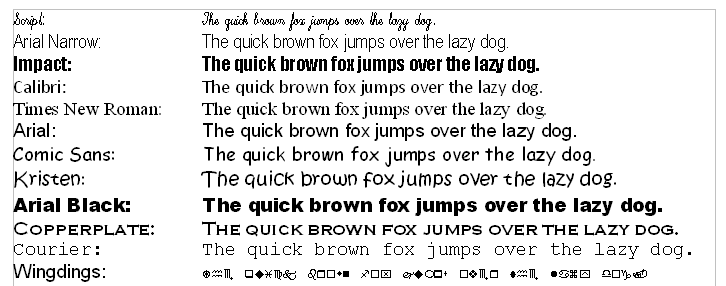 Script: The quick brown fox jumps over the lazy dog.
Arial Narrow: The quick brown fox jumps over the lazy dog.
Impact: The quick brown fox jumps over the lazy dog.
Calibri: The quick brown fox jumps over the lazy dog.
Times New Roman: The quick brown fox jumps over the lazy dog.
Arial: The quick brown fox jumps over the lazy dog.
Comic Sans: The quick brown fox jumps over the lazy dog.
Kristen: The quick brown fox jumps over the lazy dog.
Arial Black: The quick brown fox jumps over the lazy dog.
COPPERPLATE: THE QUICK BROWN FOX JUMPS OVER THE LAZY DOG.
Courier: The quick brown fox jumps over the lazy dog.
Wingdings: